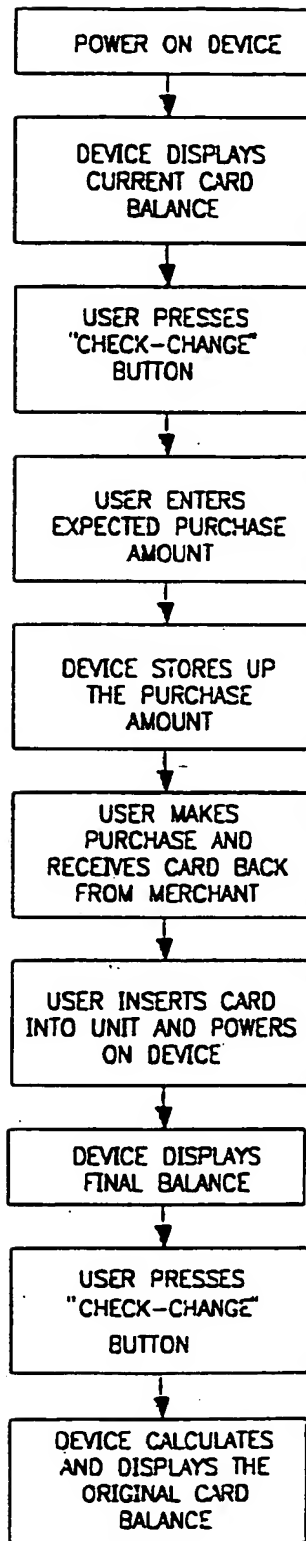 POWER ON DEVICE
DEVICE DISPLAYS
CURRENT CARD
BALANCE
USER PRESSES
"CHECK-CHANGE"
BUTTON
USER ENTERS
EXPECTED PURCHASE
AMOUNT
DEVICE STORES UP
THE PURCHASE
AMOUNT
USER MAKES
PURCHASE AND
RECEIVES CARD BACK
FROM MERCHANT
USER INSERTS CARD
INTO UNIT AND POWERS
ON DEVICE
DEVICE DISPLAYS
FINAL BALANCE
USER PRESSES
"CHECK-CHANGE"
BUTTON
DEVICE CALCULATES
AND DISPLAYS THE
ORIGINAL CARD
BALANCE